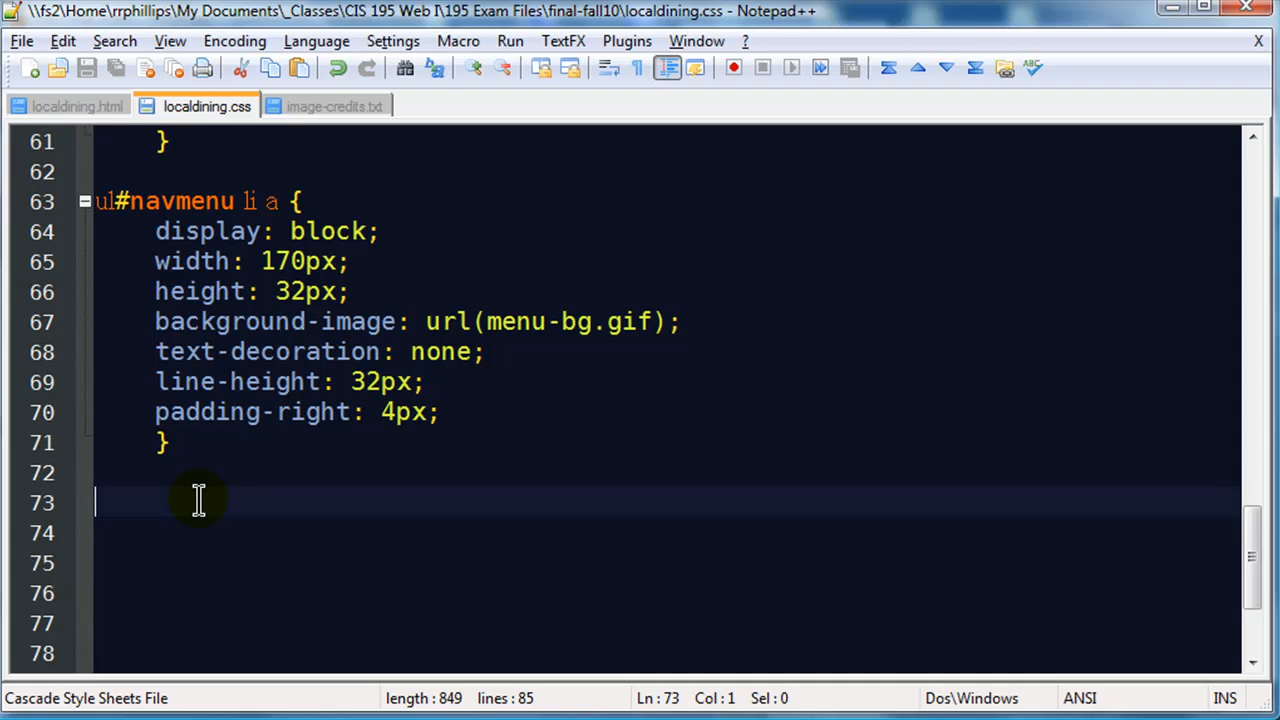 \\fs2\Home\rrphillips\My Documents\_Classes\CIS 195 Web I\195 Exam Files\final-fall10\localdining.css - Notepad++
File Edit Search View Encoding Language Settings Macro Run TextFX Plugins Window ? X
localdining.html localdining.css image-credits.txt
61 }
62
63 ul#navmenu li a {
64 display: block;
65 width: 170px;
66 height: 32px;
67 background-image: url(menu-bg.gif);
68 text-decoration: none;
69 line-height: 32px;
70 padding-right: 4px;
71 }
72
73
74
75
76
77
78
Cascade Style Sheets File length : 849 lines : 85 Ln : 73 Col : 1 Sel : 0 Dos\Windows ANSI INS